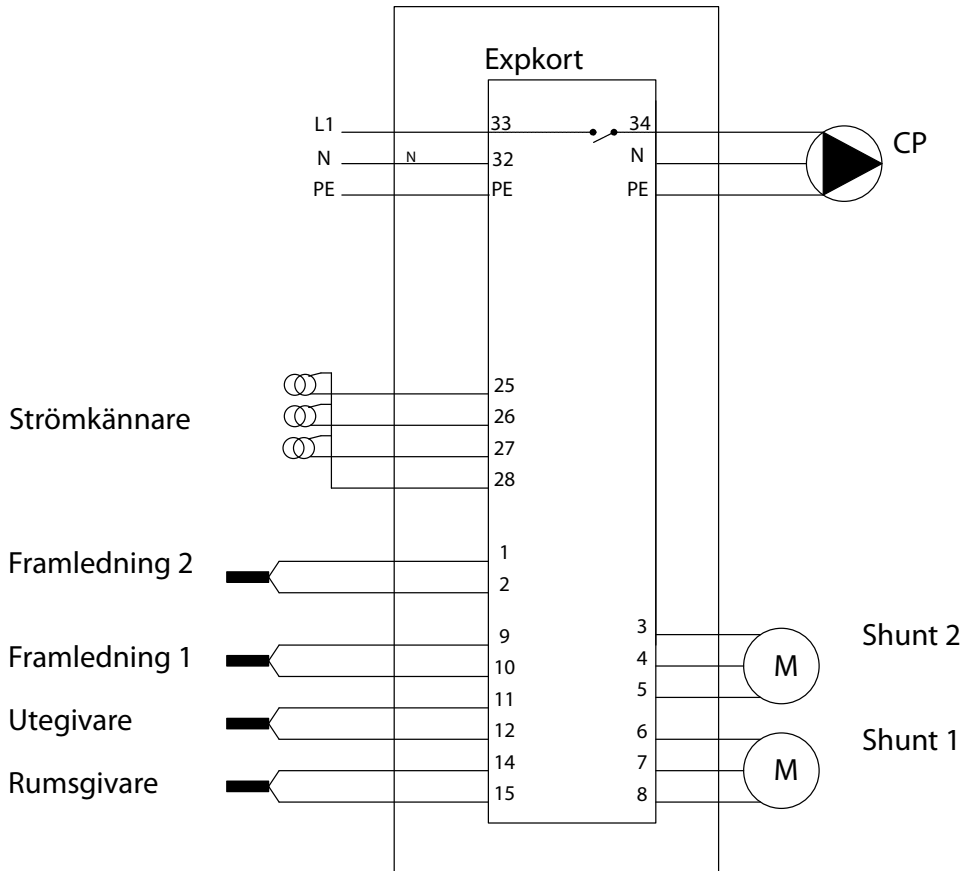 Expkort
L1 33 34
CP
N N 32 N
PE PE PE
25
Strömkännare 26
27
28
1
Framledning 2
2
3
Shunt 2
9
Framledning 1 4 M
10
5
11
Utegivare
12
6
Shunt 1
14 7 M
Rumsgivare
15 8